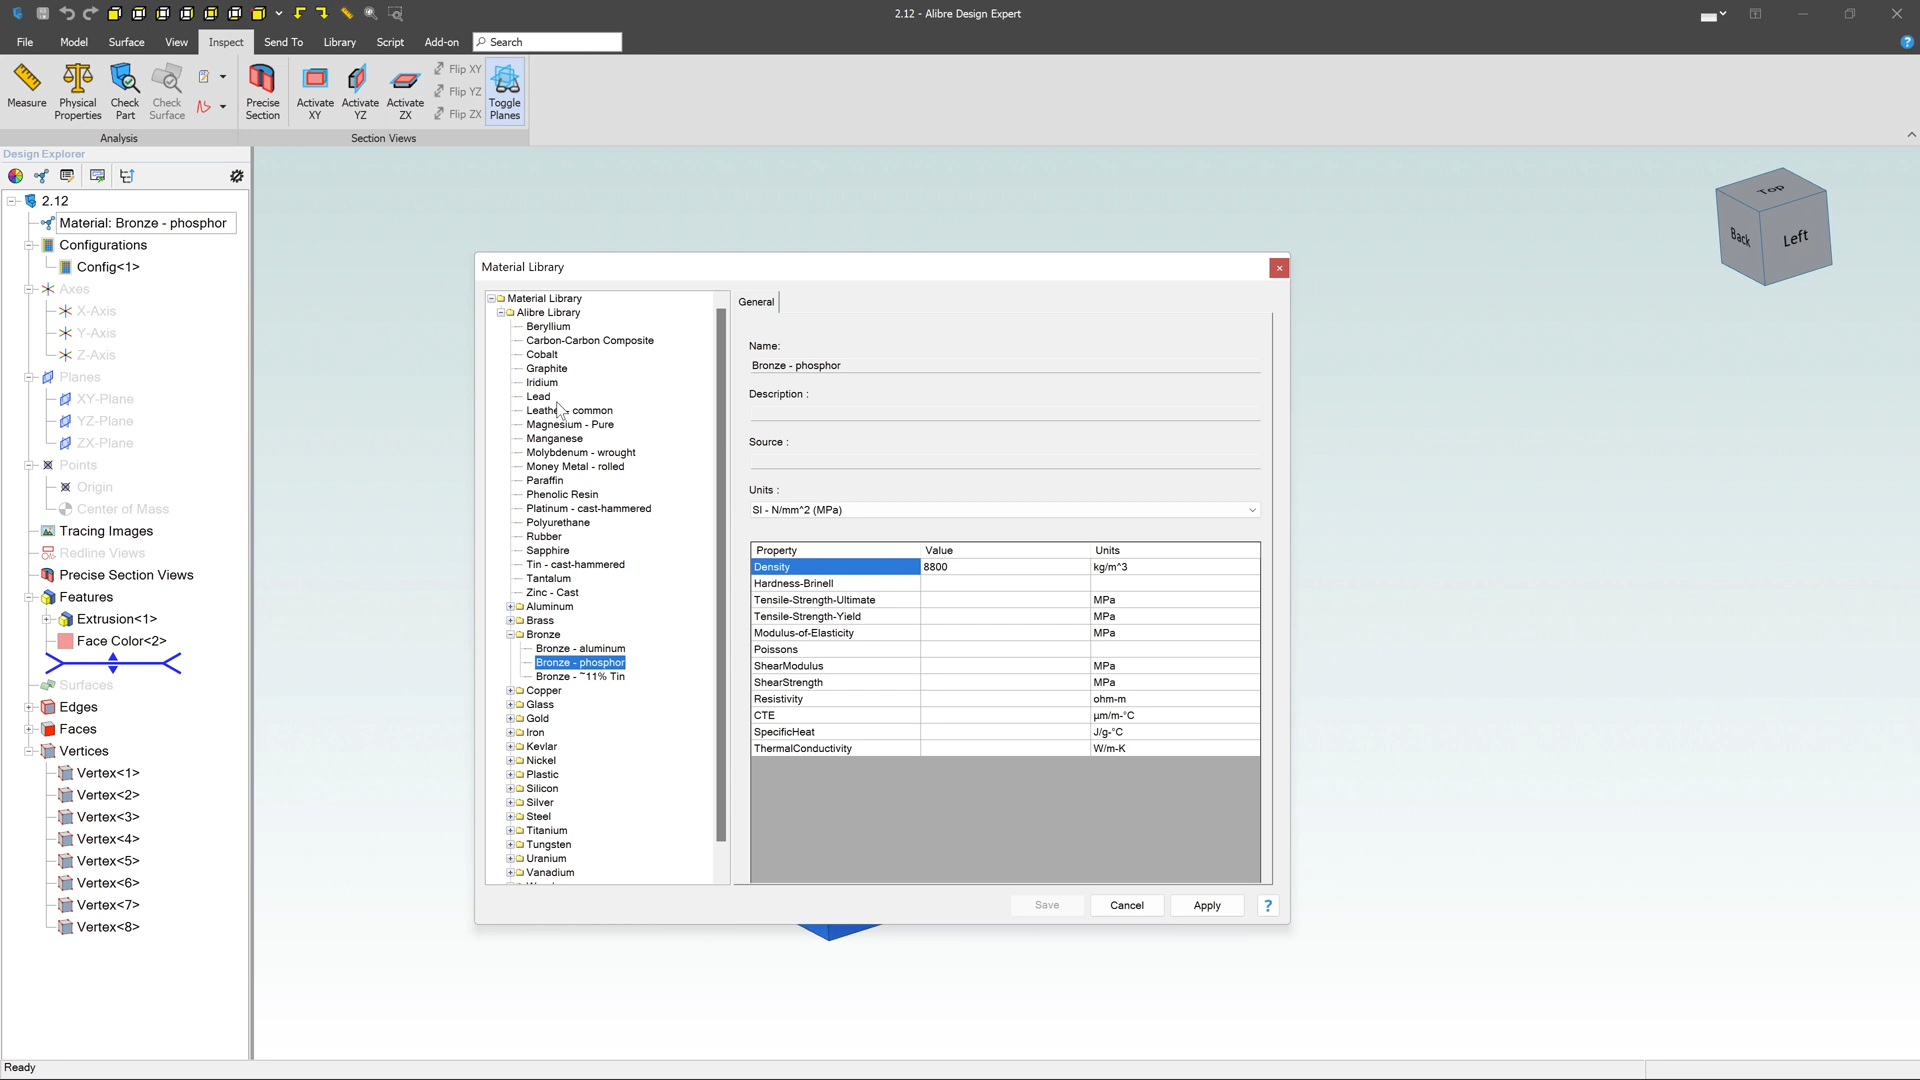 2.12 - Alibre Design Expert
File
Model
Surface
View
Inspect
Send To
Library
Script
Add-on
Search
Measure
Physical Properties
Check Part
Check Surface
Precise Section
Activate XY
Activate YZ
Activate ZX
Flip XY
Flip YZ
Flip ZX
Toggle Planes
Analysis
Section Views
Design Explorer
2.12
Material: Bronze - phosphor
Configurations
Config<1>
Axes
X-Axis
Y-Axis
Z-Axis
Planes
XY-Plane
YZ-Plane
ZX-Plane
Points
Origin
Center of Mass
Tracing Images
Redline Views
Precise Section Views
Features
Extrusion<1>
Face Color<2>
Surfaces
Edges
Faces
Vertices
Vertex<1>
Vertex<2>
Vertex<3>
Vertex<4>
Vertex<5>
Vertex<6>
Vertex<7>
Vertex<8>
Top
Back
Left
Material Library
Material Library
Alibre Library
Beryllium
Carbon-Carbon Composite
Cobalt
Graphite
Iridium
Lead
Leather - common
Magnesium - Pure
Manganese
Molybdenum - wrought
Money Metal - rolled
Paraffin
Phenolic Resin
Platinum - cast-hammered
Polyurethane
Rubber
Sapphire
Tin - cast-hammered
Tantalum
Zinc - Cast
Aluminum
Brass
Bronze
Bronze - aluminum
Bronze - phosphor
Bronze - ~11% Tin
Copper
Glass
Gold
Iron
Kevlar
Nickel
Plastic
Silicon
Silver
Steel
Titanium
Tungsten
Uranium
Vanadium
General
Name:
Bronze - phosphor
Description :
Source :
Units :
SI - N/mm^2 (MPa)
Property Value Units
Density 8800 kg/m^3
Hardness-Brinell
Tensile-Strength-Ultimate MPa
Tensile-Strength-Yield MPa
Modulus-of-Elasticity MPa
Poissons
ShearModulus MPa
ShearStrength MPa
Resistivity ohm-m
CTE µm/m-°C
SpecificHeat J/g-°C
ThermalConductivity W/m-K
Save
Cancel
Apply
?
Ready